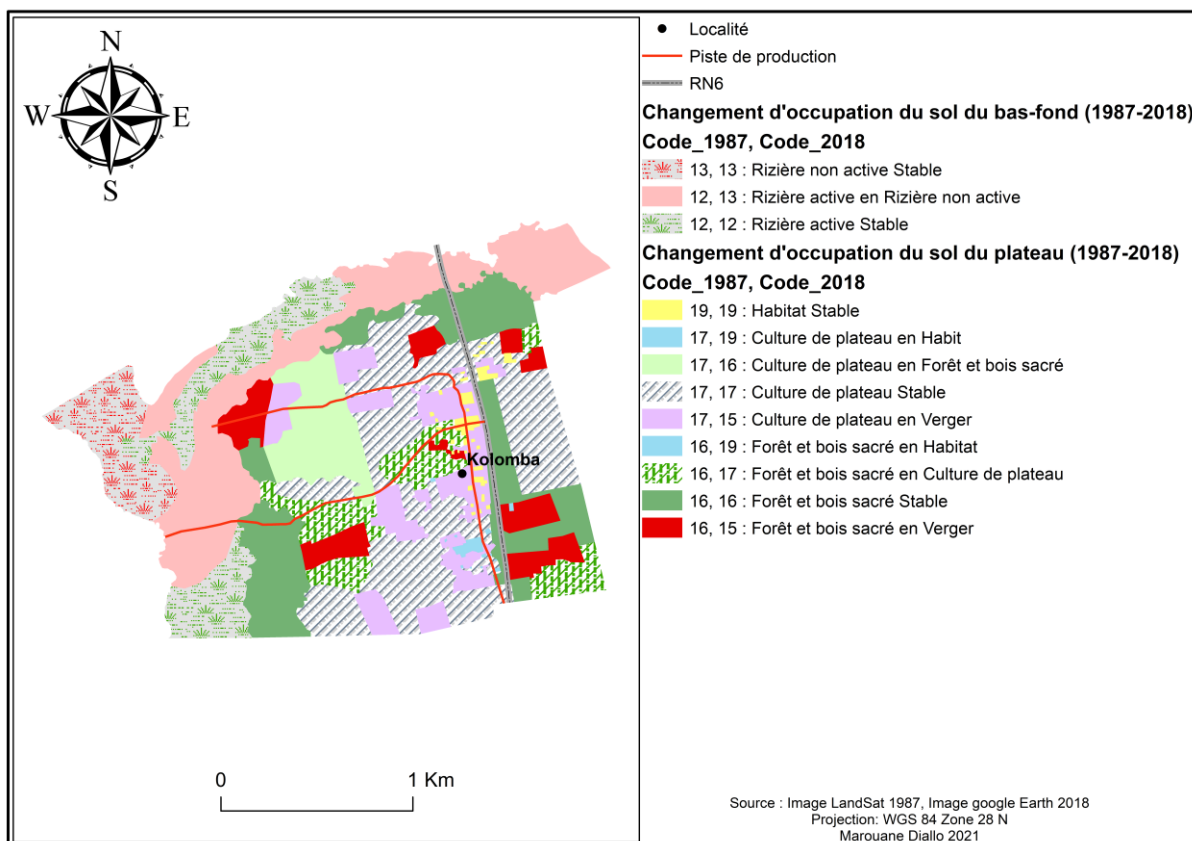 N
W
E
S
Kolomba
0
1 Km
Localité
Piste de production
RN6
Changement d'occupation du sol du bas-fond (1987-2018)
Code_1987, Code_2018
13, 13 : Rizière non active Stable
12, 13 : Rizière active en Rizière non active
12, 12 : Rizière active Stable
Changement d'occupation du sol du plateau (1987-2018)
Code_1987, Code_2018
19, 19 : Habitat Stable
17, 19 : Culture de plateau en Habit
17, 16 : Culture de plateau en Forêt et bois sacré
17, 17 : Culture de plateau Stable
17, 15 : Culture de plateau en Verger
16, 19 : Forêt et bois sacré en Habitat
16, 17 : Forêt et bois sacré en Culture de plateau
16, 16 : Forêt et bois sacré Stable
16, 15 : Forêt et bois sacré en Verger
Source : Image LandSat 1987, Image google Earth 2018
Projection: WGS 84 Zone 28 N
Marouane Diallo 2021